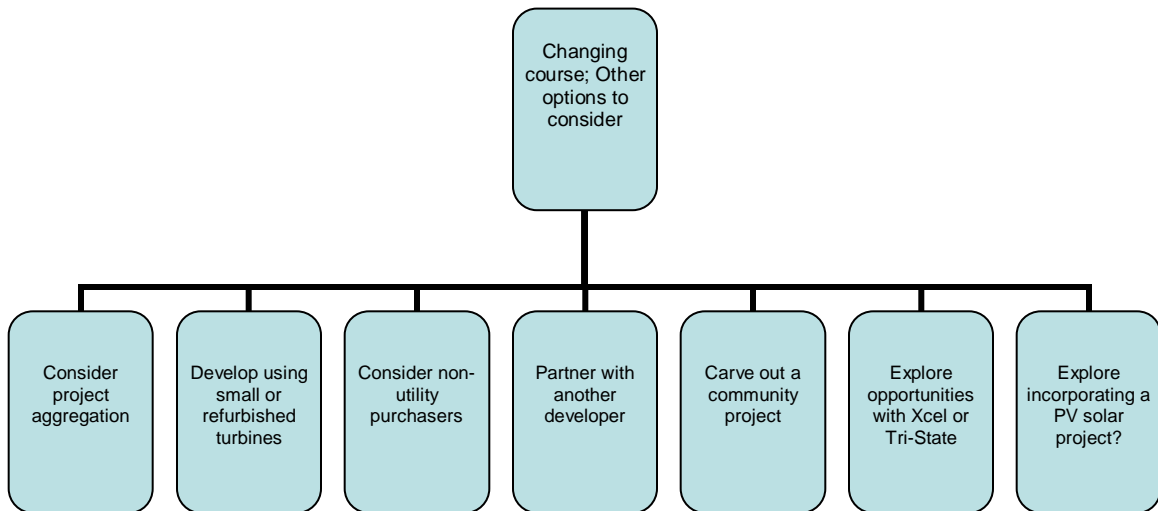 Changing
course; Other
options to
consider
Consider
project
aggregation
Develop using
small or
refurbished
turbines
Consider non-
utility
purchasers
Partner with
another
developer
Carve out a
community
project
Explore
opportunities
with Xcel or
Tri-State
Explore
incorporating a
PV solar
project?